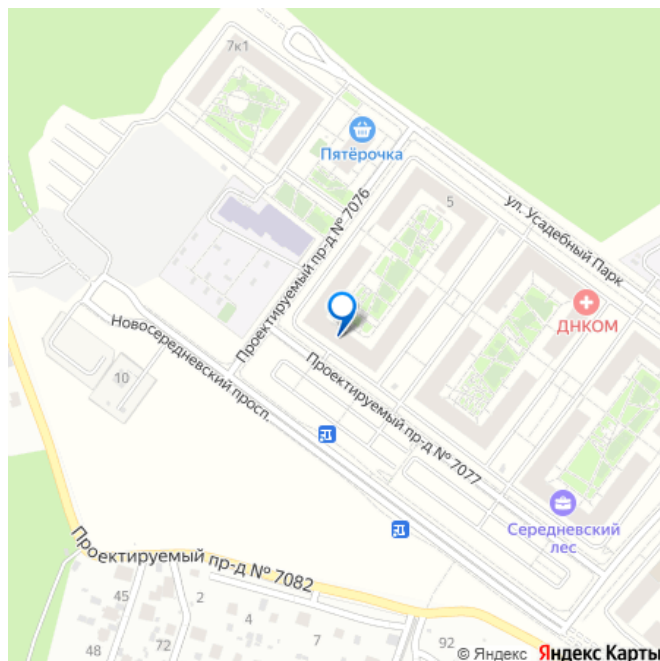 7к1
Пятёрочка
5
ул. Усадебный Парк
Проектируемый пр-д № 7076
ДНКОМ
Новосередневский просп.
10
Проектируемый пр-д № 7077
Середневский
лес
Проектируемый пр-д № 7082
45
2
4
7
48
72
92
© Яндекс Яндекс Карты